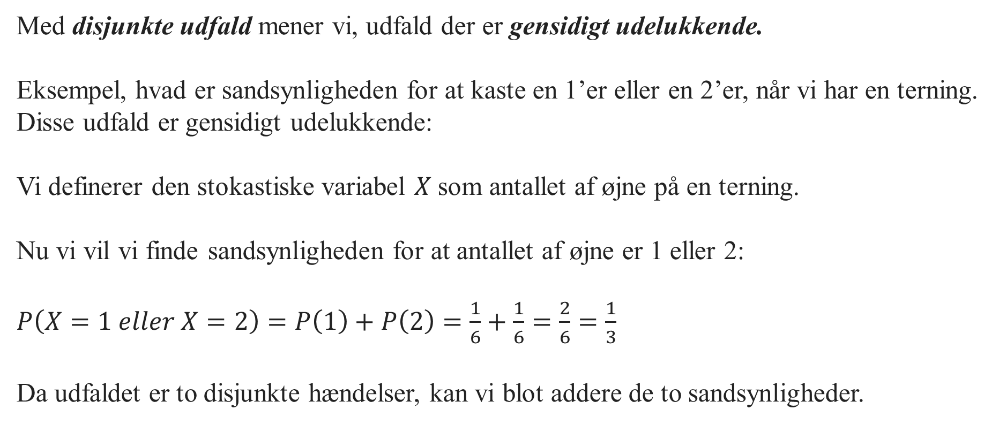 Med disjunkte udfald mener vi, udfald der er gensidigt udelukkende.
Eksempel, hvad er sandsynligheden for at kaste en 1’er eller en 2’er, når vi har en terning.
Disse udfald er gensidigt udelukkende:
Vi definerer den stokastiske variabel X som antallet af øjne på en terning.
Nu vi vil vi finde sandsynligheden for at antallet af øjne er 1 eller 2:
P(X = 1 eller X = 2) = P(1) + P(2) = 1/6 + 1/6 = 2/6 = 1/3
Da udfaldet er to disjunkte hændelser, kan vi blot addere de to sandsynligheder.